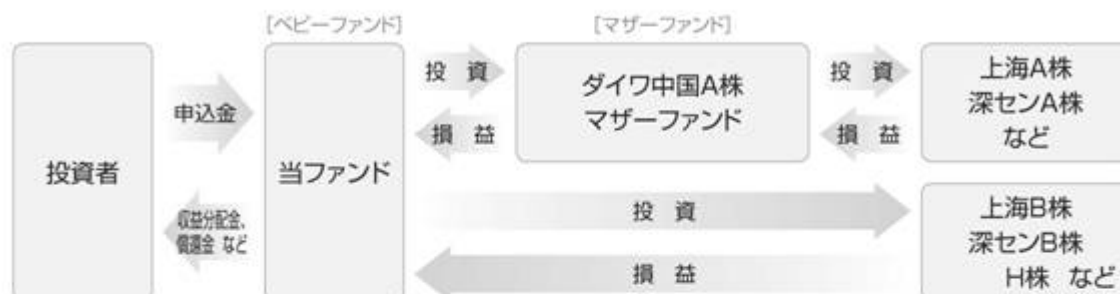 [ベビーファンド]
[マザーファンド]
投資者
申込金
収益分配金、
償還金 など
当ファンド
投 資
損 益
ダイワ中国A株
マザーファンド
投 資
損 益
上海A株
深センA株
など
投 資
損 益
上海B株
深センB株
H株 など